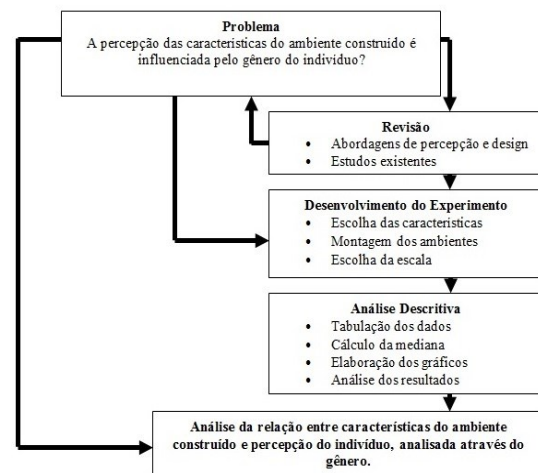 Problema
A percepção das características do ambiente construído é
influenciada pelo gênero do indivíduo?
Revisão
• Abordagens de percepção e design
• Estudos existentes
Desenvolvimento do Experimento
• Escolha das características
• Montagem dos ambientes
• Escolha da escala
Análise Descritiva
• Tabulação dos dados
• Cálculo da mediana
• Elaboração dos gráficos
• Análise dos resultados
Análise da relação entre características do ambiente
construído e percepção do indivíduo, analisada através do
gênero.